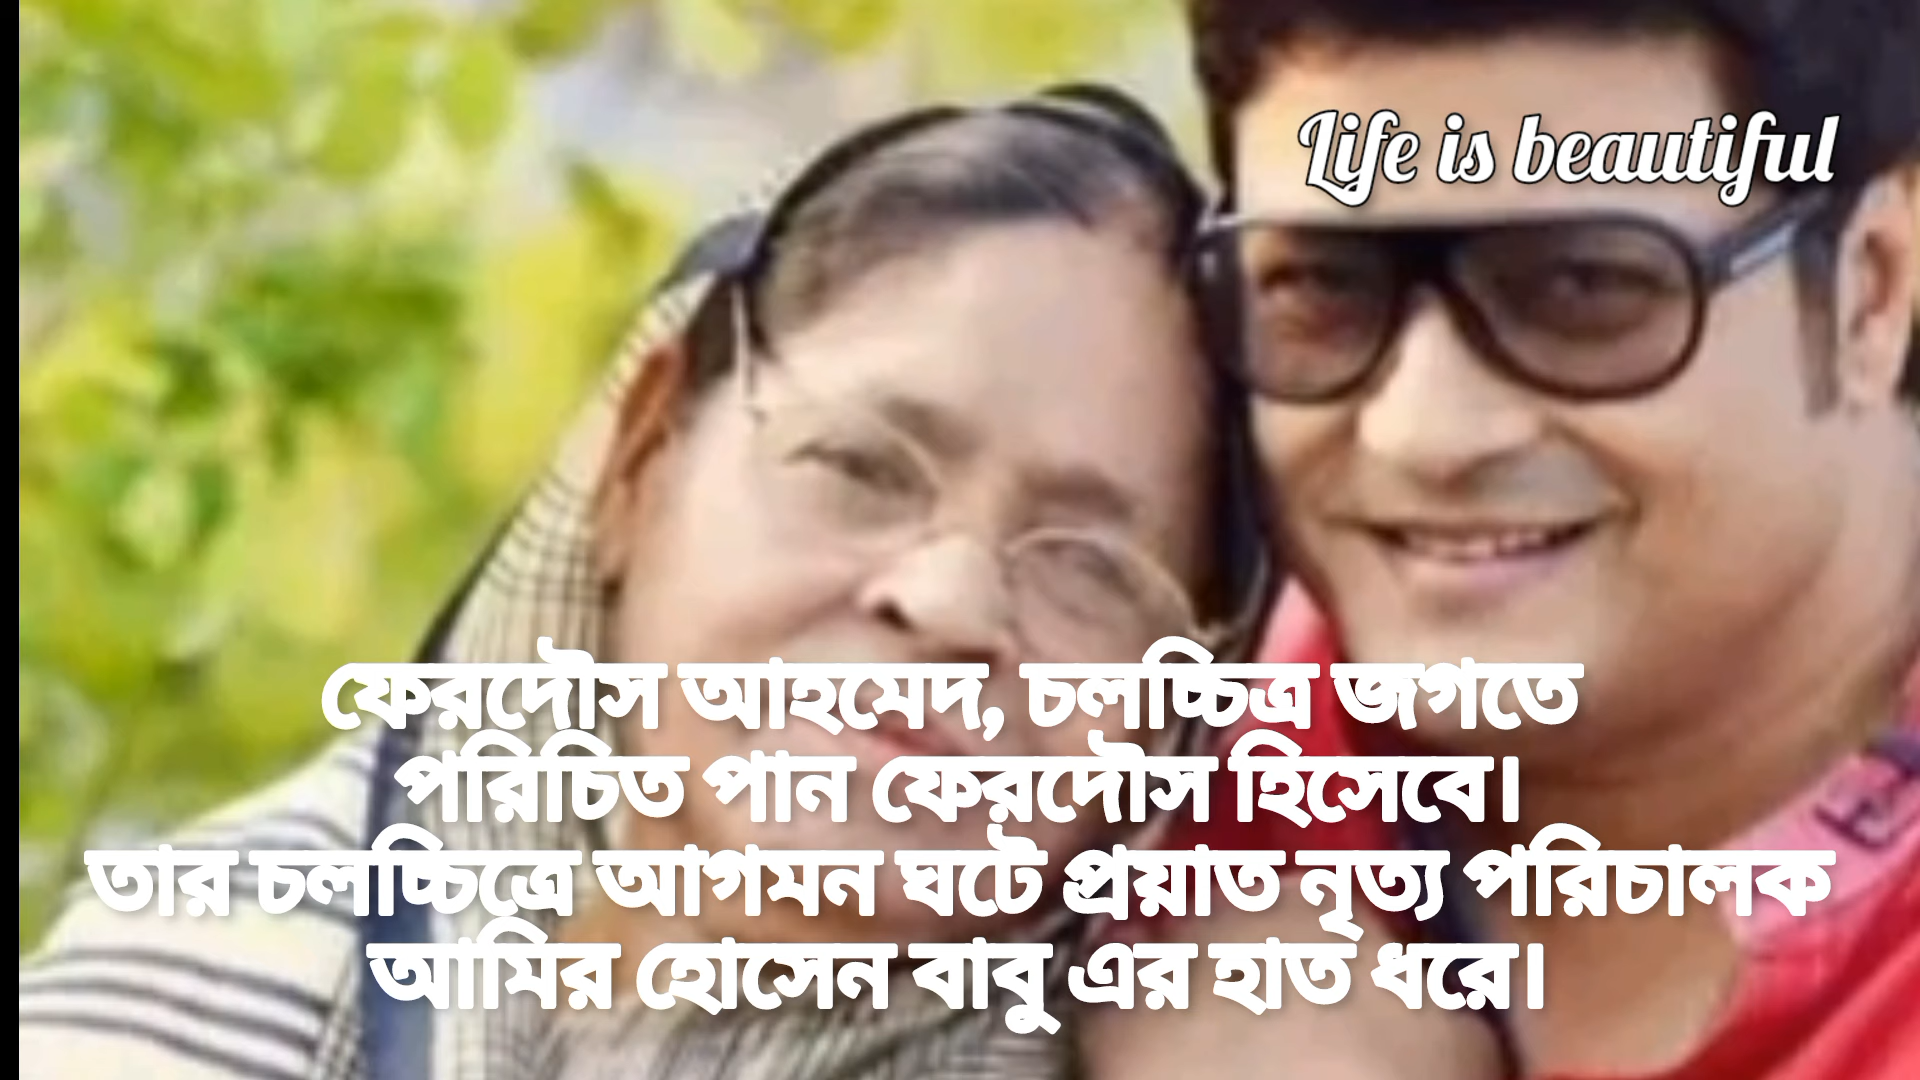 Life is beautiful
ফেরদৌস আহমেদ, চলচ্চিত্র জগতে
পরিচিত পান ফেরদৌস হিসেবে।
তার চলচ্চিত্রে আগমন ঘটে প্রয়াত নৃত্য পরিচালক
আমির হোসেন বাবু এর হাত ধরে।